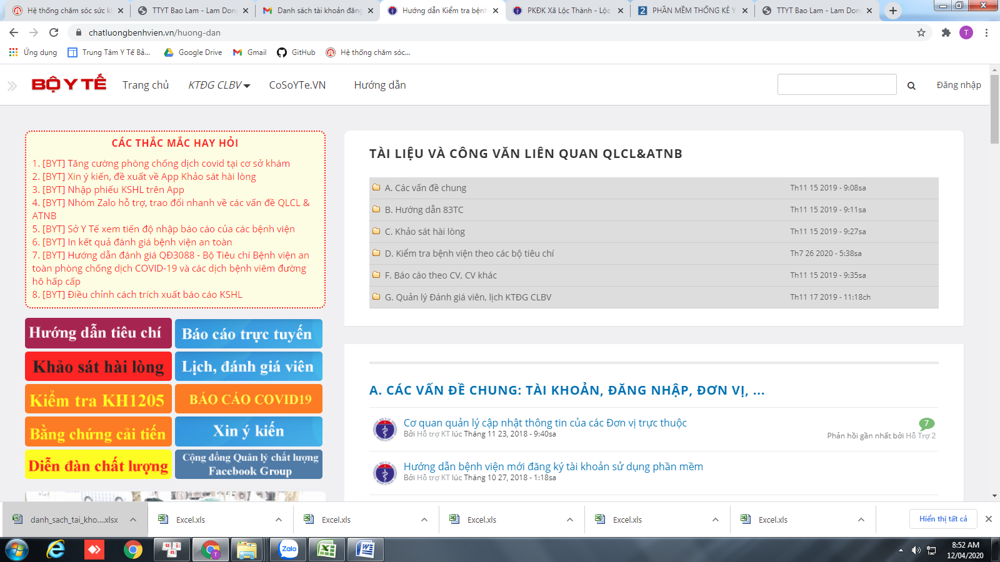 Hệ thống chăm sóc sức k
TTYT Bao Lam - Lam Don
Danh sách tài khoản đăng
Hướng dẫn Kiểm tra bệnh
PKĐK Xã Lộc Thành - Lộc
PHẦN MỀM THỐNG KÊ Y
TTYT Bao Lam - Lam Don
chatluongbenhvien.vn/huong-dan
T
Ứng dụng
Trung Tâm Y Tế Bả...
Google Drive
Gmail
GitHub
Hệ thống chăm sóc...
BỘ Y TẾ
Trang chủ
KTĐG CLBV
CoSoYTe.VN
Hướng dẫn
Đăng nhập
CÁC THẮC MẮC HAY HỎI
1. [BYT] Tăng cường phòng chống dịch covid tại cơ sở khám
2. [BYT] Xin ý kiến, đề xuất về App Khảo sát hài lòng
3. [BYT] Nhập phiếu KSHL trên App
4. [BYT] Nhóm Zalo hỗ trợ, trao đổi nhanh về các vấn đề QLCL &
ATNB
5. [BYT] Sở Y Tế xem tiến độ nhập báo cáo của các bệnh viện
6. [BYT] In kết quả đánh giá bệnh viện an toàn
7. [BYT] Hướng dẫn đánh giá QĐ3088 - Bộ Tiêu chí Bệnh viện an
toàn phòng chống dịch COVID-19 và các dịch bệnh viêm đường
hô hấp cấp
8. [BYT] Điều chỉnh cách trích xuất báo cáo KSHL
Hướng dẫn tiêu chí
Báo cáo trực tuyến
Khảo sát hài lòng
Lịch, đánh giá viên
Kiểm tra KH1205
BÁO CÁO COVID19
Bằng chứng cải tiến
Xin ý kiến
Diễn đàn chất lượng
Cộng đồng Quản lý chất lượng
Facebook Group
TÀI LIỆU VÀ CÔNG VĂN LIÊN QUAN QLCL&ATNB
A. Các vấn đề chung Th11 15 2019 - 9:08sa
B. Hướng dẫn 83TC Th11 15 2019 - 9:11sa
C. Khảo sát hài lòng Th11 15 2019 - 9:27sa
D. Kiểm tra bệnh viện theo các bộ tiêu chí Th7 26 2020 - 5:38sa
F. Báo cáo theo CV, CV khác Th11 15 2019 - 9:35sa
G. Quản lý Đánh giá viên, lịch KTĐG CLBV Th11 17 2019 - 11:18ch
A. CÁC VẤN ĐỀ CHUNG: TÀI KHOẢN, ĐĂNG NHẬP, ĐƠN VỊ, ...
Cơ quan quản lý cập nhật thông tin của các Đơn vị trực thuộc
Bởi Hỗ trợ KT lúc Tháng 11 23, 2018 - 9:40sa
7
Phản hồi gần nhất bởi Hỗ Trợ 2
Hướng dẫn bệnh viện mới đăng ký tài khoản sử dụng phần mềm
Bởi Hỗ trợ KT lúc Tháng 10 27, 2018 - 1:18sa
danh_sach_tai_kho....xlsx
Excel.xls
Excel.xls
Excel.xls
Excel.xls
Excel.xls
Hiển thị tất cả
Zalo
8:52 AM
12/04/2020